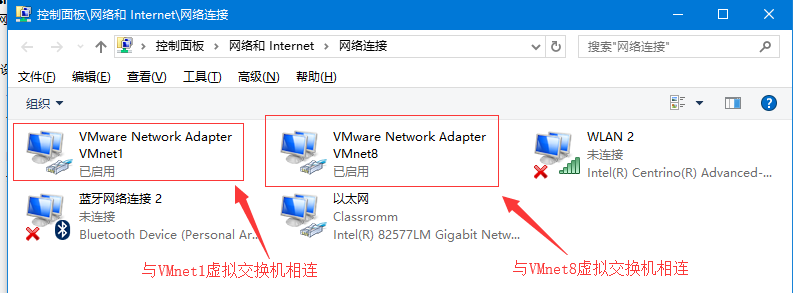 控制面板\网络和 Internet\网络连接
控制面板 > 网络和 Internet > 网络连接
搜索"网络连接"
文件(F) 编辑(E) 查看(V) 工具(T) 高级(N) 帮助(H)
组织
VMware Network Adapter
VMnet1
已启用
VMware Network Adapter
VMnet8
已启用
WLAN 2
未连接
Intel(R) Centrino(R) Advanced-...
蓝牙网络连接 2
未连接
Bluetooth Device (Personal Ar...
以太网
Classromm
Intel(R) 82577LM Gigabit Netw...
与VMnet1虚拟交换机相连
与VMnet8虚拟交换机相连